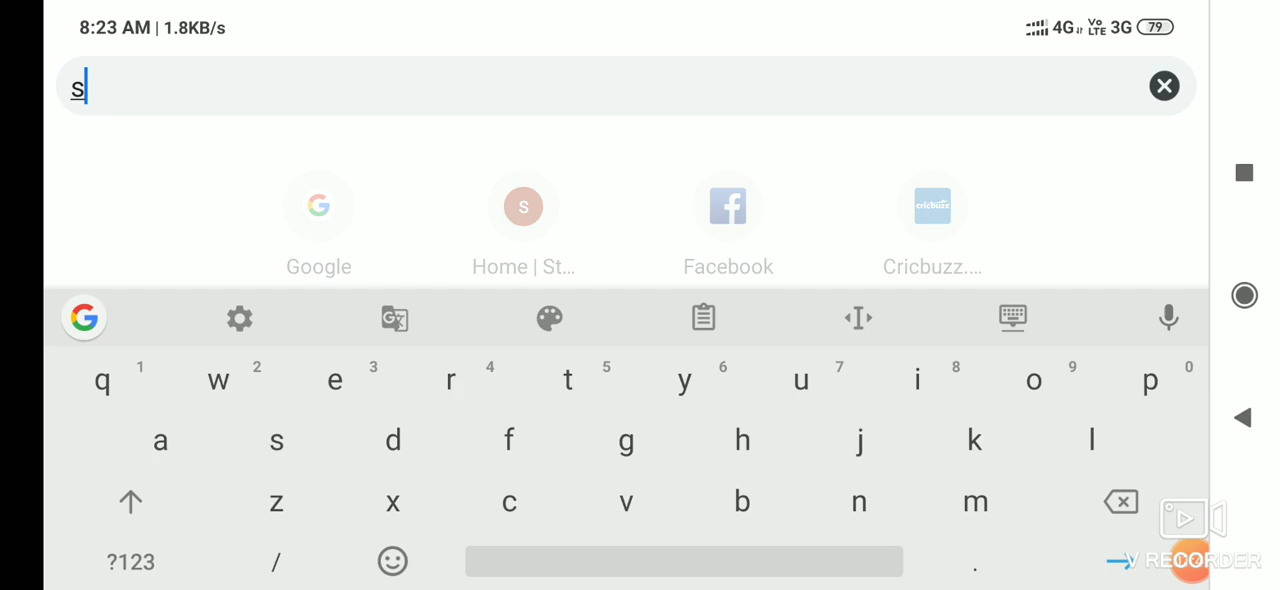 8:23 AM | 1.8KB/s 4G Vo LTE 3G 79
s
S cricbuzz
Google Home | St... Facebook Cricbuzz....
G
q 1 w 2 e 3 r 4 t 5 y 6 u 7 i 8 o 9 p 0
a s d f g h j k l
z x c v b n m
?123 / .
V RECORDER